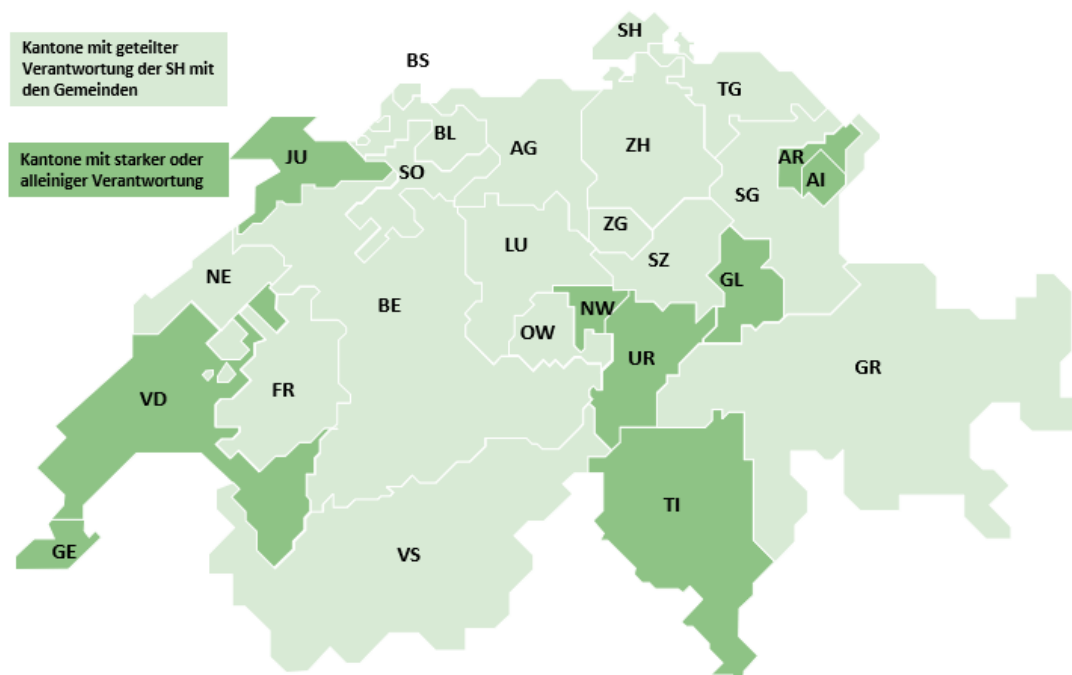 Kantone mit geteilter
Verantwortung der SH mit
den Gemeinden
Kantone mit starker oder
alleiniger Verantwortung
SH
BS
TG
BL
AG
ZH
JU
SO
AR
AI
SG
ZG
LU
SZ
NE
GL
BE
NW
OW
UR
GR
FR
VD
TI
GE
VS